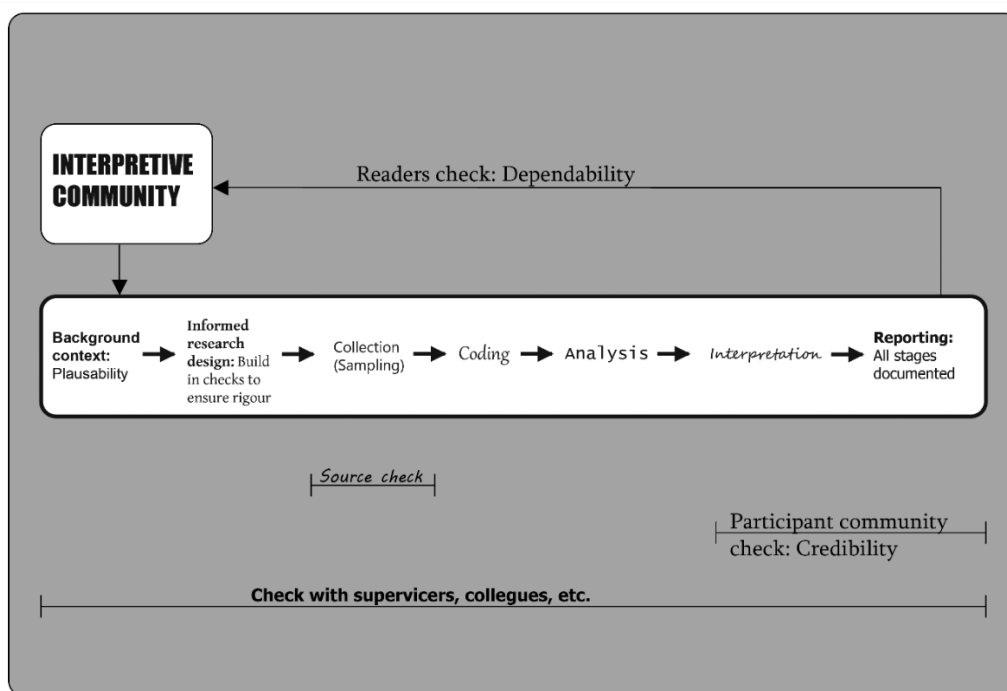 INTERPRETIVE
COMMUNITY
Readers check: Dependability
Background
context:
Plausability
Informed
research
design: Build
in checks to
ensure rigour
Collection
(Sampling)
Coding
Analysis
Interpretation
Reporting:
All stages
documented
Source check
Participant community
check: Credibility
Check with supervicers, collegues, etc.